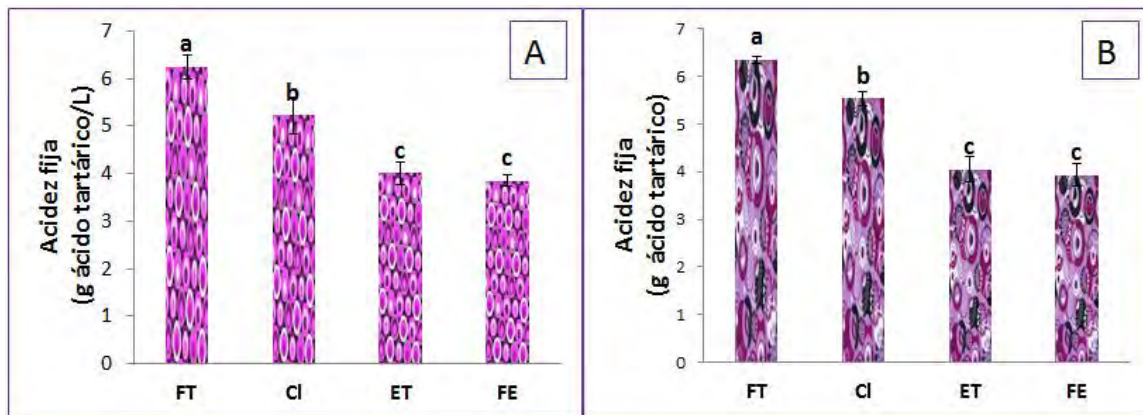 A
Acidez fija
(g ácido tartárico/L)
7
6
5
4
3
2
1
0
a
b
c
c
FT
Cl
ET
FE
B
Acidez fija
(g ácido tartárico)
7
6
5
4
3
2
1
0
a
b
c
c
FT
Cl
ET
FE